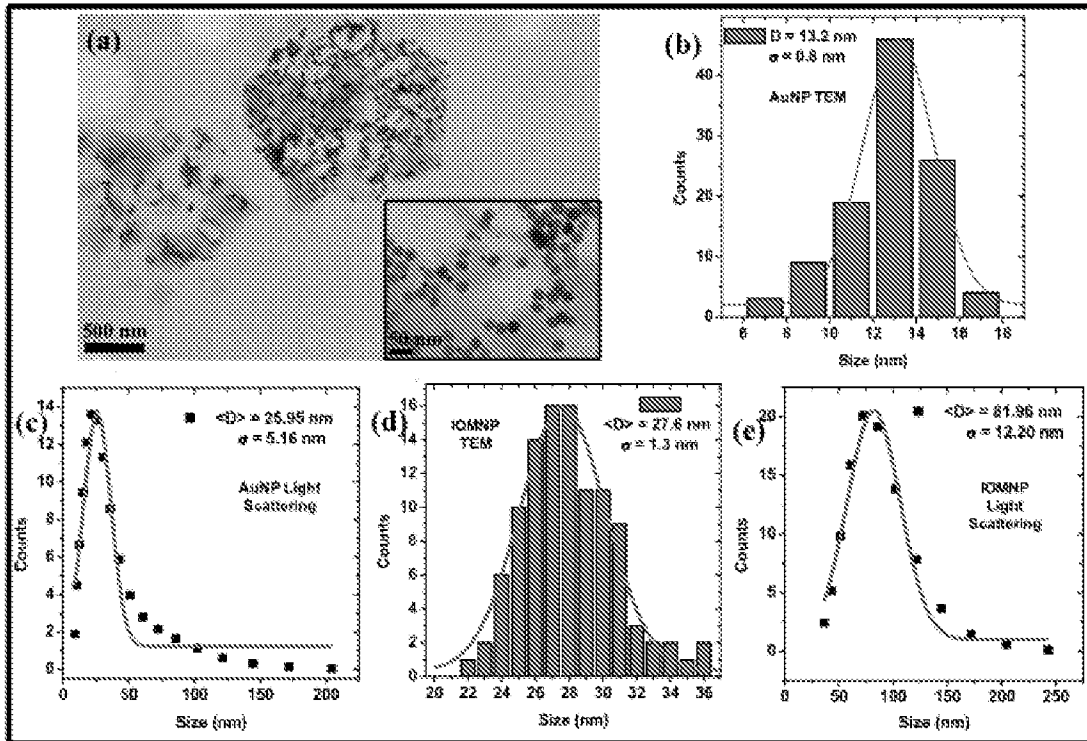 (a)
500 nm
50 nm
(b)
D = 13.2 nm
σ = 0.8 nm
AuNP TEM
Counts
40
30
20
10
0
6 8 10 12 14 16 18
Size (nm)
(c)
<D> = 25.95 nm
σ = 5.16 nm
AuNP Light
Scattering
Counts
14
12
10
8
6
4
2
0
0 50 100 150 200
Size (nm)
(d)
IOMNP
TEM
<D> = 27.6 nm
σ = 1.3 nm
Counts
16
14
12
10
8
6
4
2
0
20 22 24 26 28 30 32 34 36
Size (nm)
(e)
<D> = 81.96 nm
σ = 12.20 nm
IOMNP
Light
Scattering
Counts
20
15
10
5
0
0 50 100 150 200 250
Size (nm)